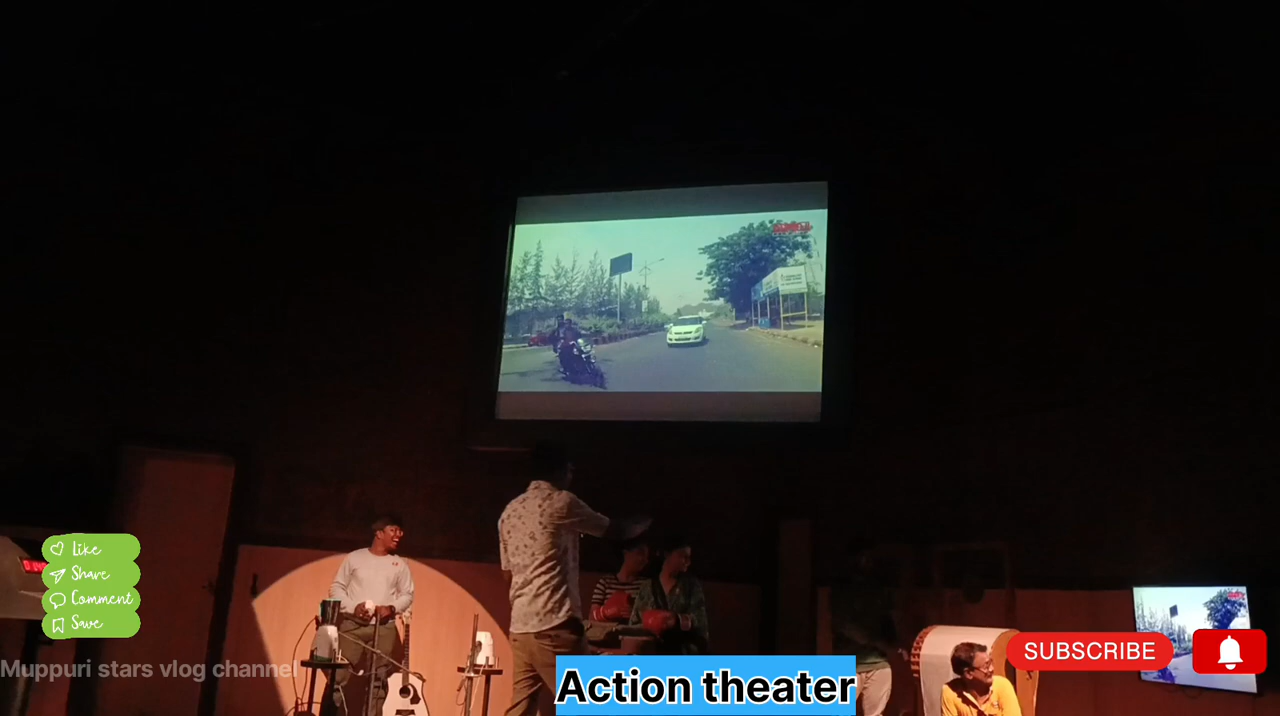 Like
Share
Comment
Save
Muppuri stars vlog channel
Action theater
SUBSCRIBE